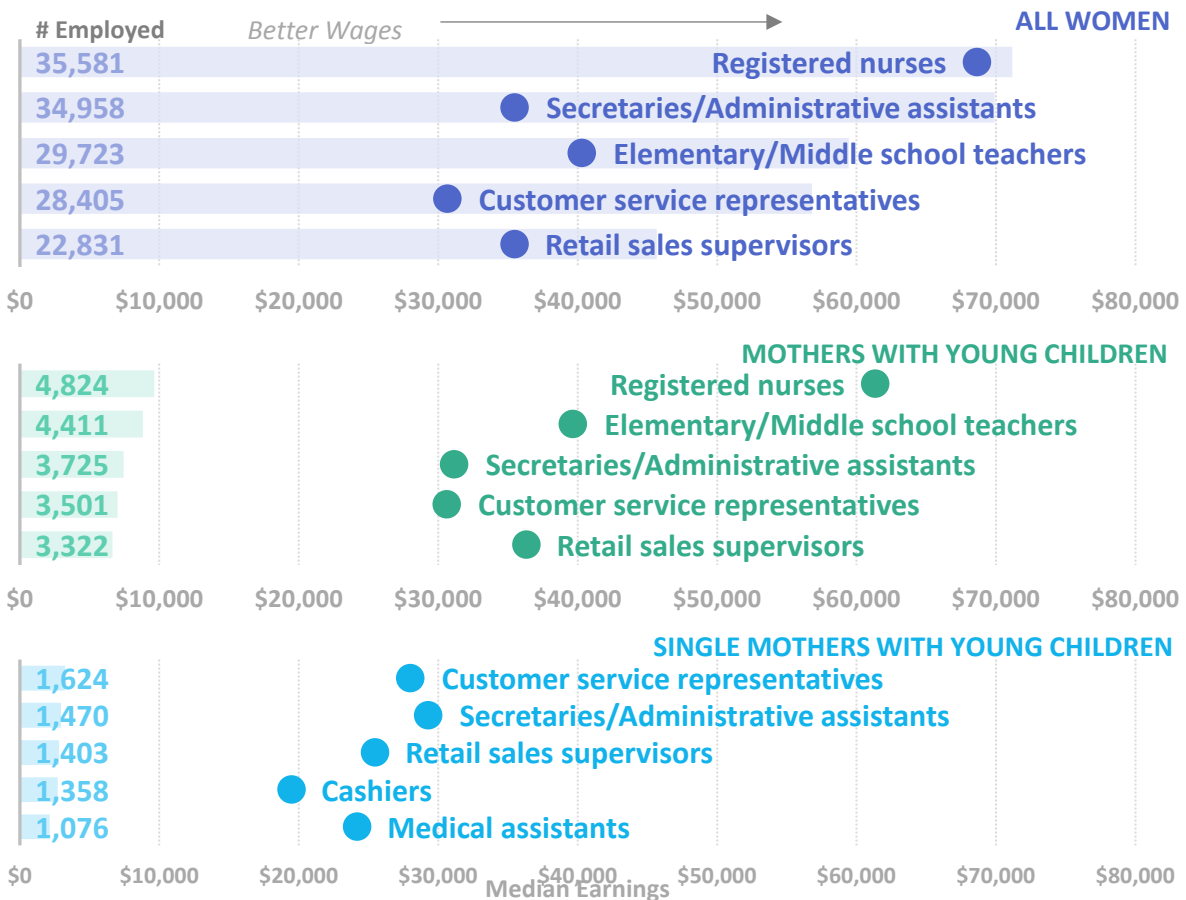 # Employed Better Wages ALL WOMEN
35,581 Registered nurses
34,958 Secretaries/Administrative assistants
29,723 Elementary/Middle school teachers
28,405 Customer service representatives
22,831 Retail sales supervisors
$0 $10,000 $20,000 $30,000 $40,000 $50,000 $60,000 $70,000 $80,000
MOTHERS WITH YOUNG CHILDREN
4,824 Registered nurses
4,411 Elementary/Middle school teachers
3,725 Secretaries/Administrative assistants
3,501 Customer service representatives
3,322 Retail sales supervisors
$0 $10,000 $20,000 $30,000 $40,000 $50,000 $60,000 $70,000 $80,000
SINGLE MOTHERS WITH YOUNG CHILDREN
1,624 Customer service representatives
1,470 Secretaries/Administrative assistants
1,403 Retail sales supervisors
1,358 Cashiers
1,076 Medical assistants
$0 $10,000 $20,000 $30,000 $40,000 $50,000 $60,000 $70,000 $80,000
Median Earnings